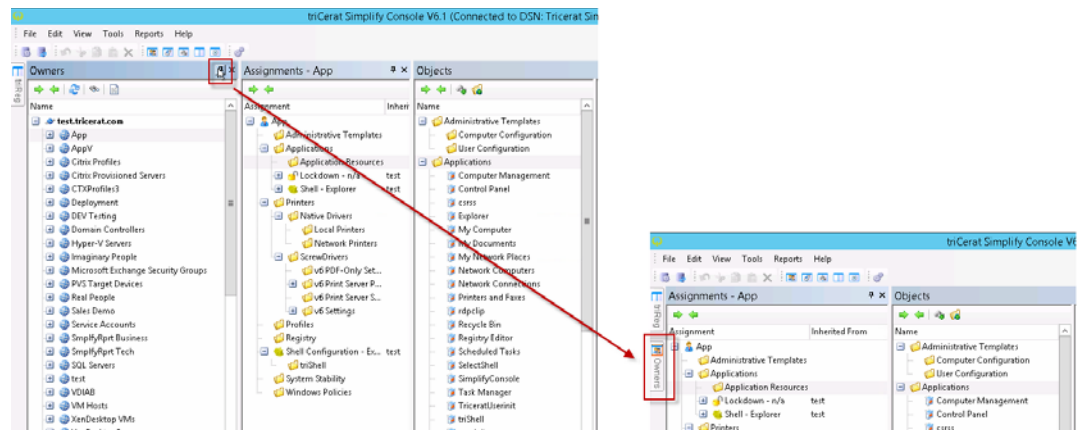 triCerat Simplify Console V6.1 (Connected to DSN: Tricerat Sim
File Edit View Tools Reports Help
triReg
Owners
Name
test.tricerat.com
App
AppV
Citrix Profiles
Citrix Provisioned Servers
CTXProfiles3
Deployment
DEV Testing
Domain Controllers
Hyper-V Servers
Imaginary People
Microsoft Exchange Security Groups
PVS Target Devices
Real People
Sales Demo
Service Accounts
SmplfyRprt Business
SmplfyRprt Tech
SQL Servers
test
VDIAB
VM Hosts
XenDesktop VMs
Assignments - App
Assignment Inherr
App
Administrative Templates
Applications
Application Resources
Lockdown - n/a test
Shell - Explorer test
Printers
Native Drivers
Local Printers
Network Printers
ScrewDrivers
v6 PDF-Only Set...
v6 Print Server P...
v6 Print Server S...
v6 Settings
Profiles
Registry
Shell Configuration - Ex... test
triShell
System Stability
Windows Policies
Objects
Name
Administrative Templates
Computer Configuration
User Configuration
Applications
Computer Management
Control Panel
csrss
Explorer
My Computer
My Documents
My Network Places
Network Computers
Network Connections
Printers and Faxes
rdpclip
Recycle Bin
Registry Editor
Scheduled Tasks
SelectShell
SimplifyConsole
Task Manager
TriceratUserinit
triShell
triCerat Simplify Console V6
File Edit View Tools Reports Help
triReg
Owners
Assignments - App
Assignment Inherited From
App
Administrative Templates
Applications
Application Resources
Lockdown - n/a test
Shell - Explorer test
Printers
Objects
Name
Administrative Templates
Computer Configuration
User Configuration
Applications
Computer Management
Control Panel
csrss